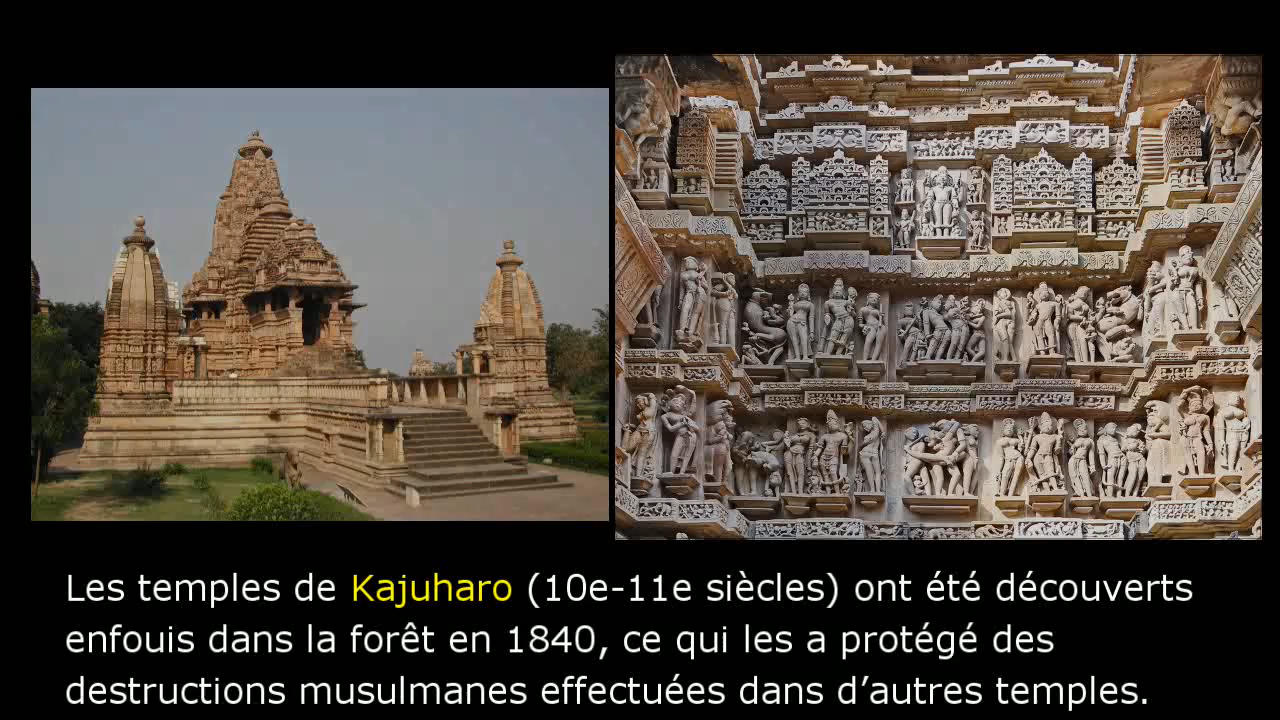 Les temples de Kajuharo (10e-11e siècles) ont été découverts
enfouis dans la forêt en 1840, ce qui les a protégé des
destructions musulmanes effectuées dans d’autres temples.